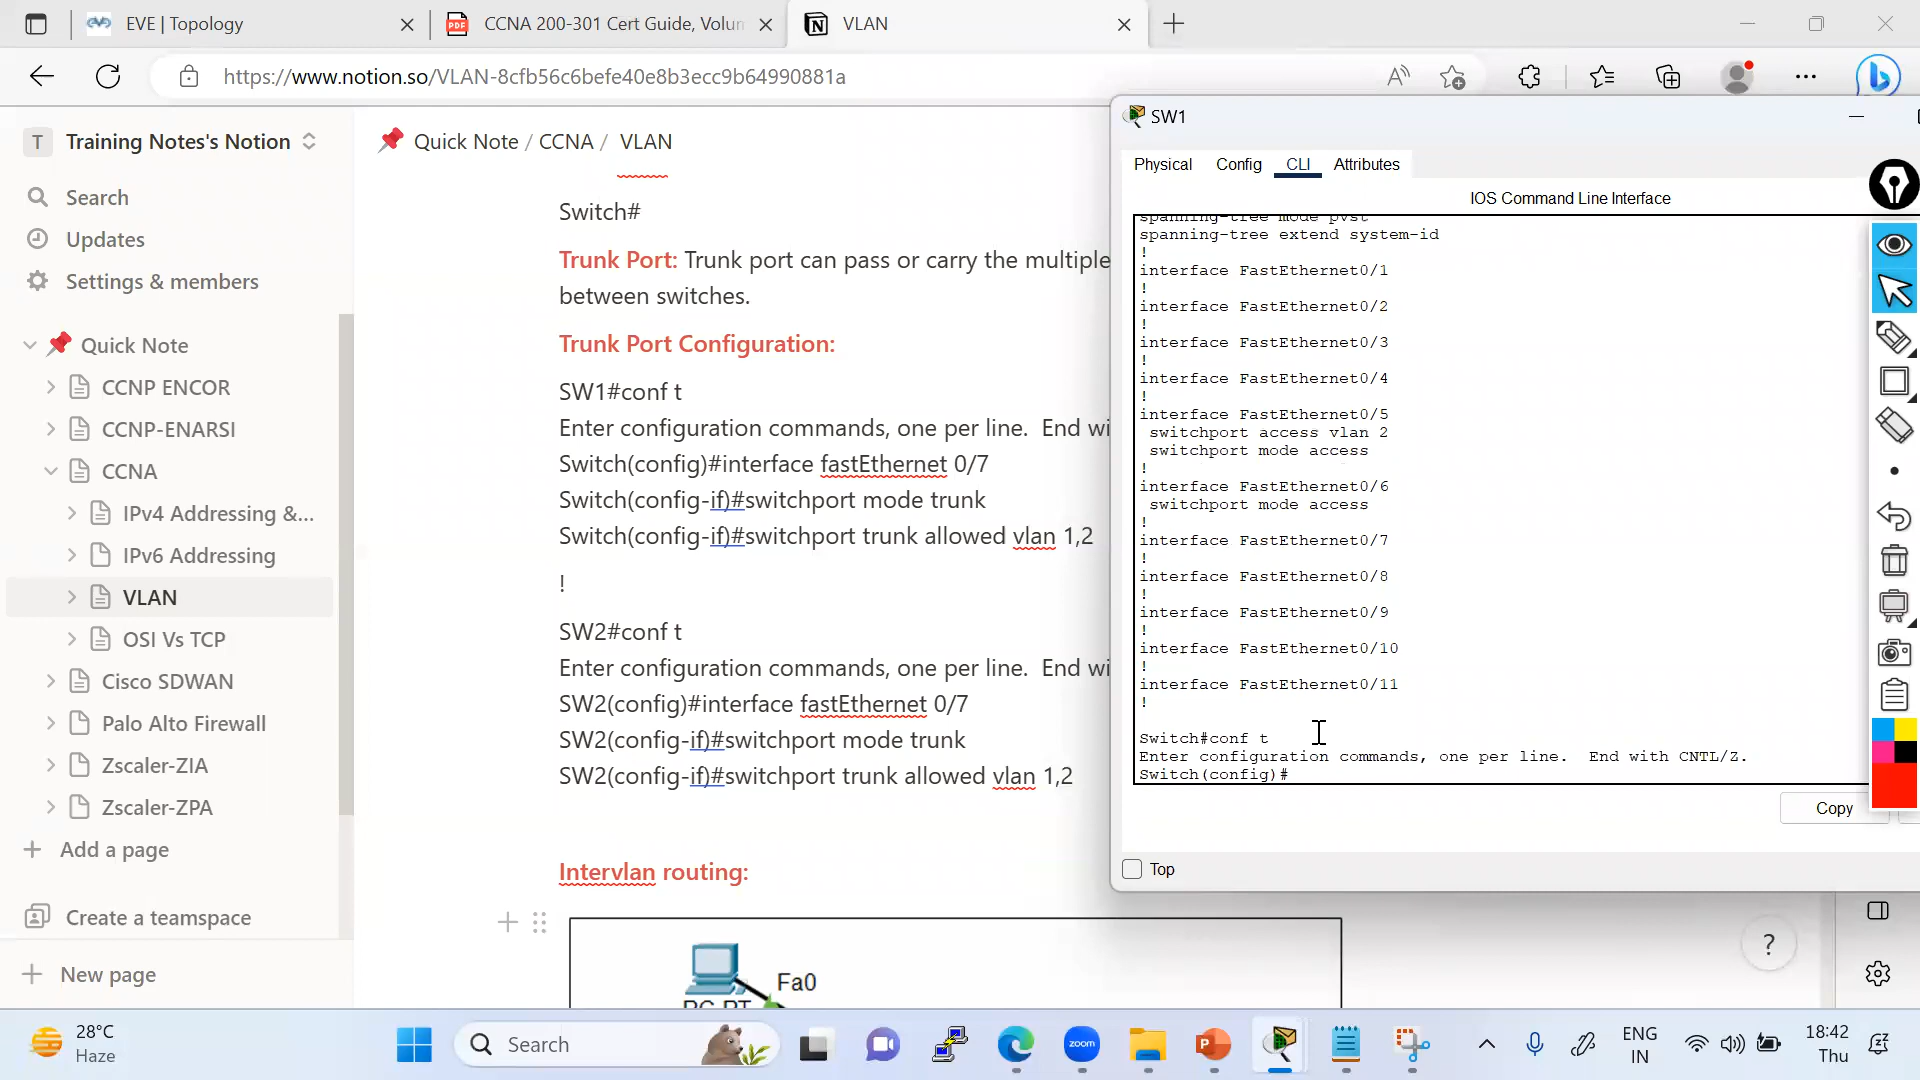 EVE | Topology
CCNA 200-301 Cert Guide, Volun
VLAN
https://www.notion.so/VLAN-8cfb56c6befe40e8b3ecc9b64990881a
T Training Notes's Notion
Search
Updates
Settings & members
Quick Note
CCNP ENCOR
CCNP-ENARSI
CCNA
IPv4 Addressing &...
IPv6 Addressing
VLAN
OSI Vs TCP
Cisco SDWAN
Palo Alto Firewall
Zscaler-ZIA
Zscaler-ZPA
Add a page
Create a teamspace
New page
Quick Note / CCNA / VLAN
Switch#
Trunk Port: Trunk port can pass or carry the multiple
between switches.
Trunk Port Configuration:
SW1#conf t
Enter configuration commands, one per line.  End wi
Switch(config)#interface fastEthernet 0/7
Switch(config-if)#switchport mode trunk
Switch(config-if)#switchport trunk allowed vlan 1,2
!
SW2#conf t
Enter configuration commands, one per line.  End wi
SW2(config)#interface fastEthernet 0/7
SW2(config-if)#switchport mode trunk
SW2(config-if)#switchport trunk allowed vlan 1,2
Intervlan routing:
Fa0
PC-PT
SW1
Physical Config CLI Attributes
IOS Command Line Interface
spanning-tree mode pvst
spanning-tree extend system-id
!
interface FastEthernet0/1
!
interface FastEthernet0/2
!
interface FastEthernet0/3
!
interface FastEthernet0/4
!
interface FastEthernet0/5
switchport access vlan 2
switchport mode access
!
interface FastEthernet0/6
switchport mode access
!
interface FastEthernet0/7
!
interface FastEthernet0/8
!
interface FastEthernet0/9
!
interface FastEthernet0/10
!
interface FastEthernet0/11
!
Switch#conf t
Enter configuration commands, one per line.  End with CNTL/Z.
Switch(config)#
Copy
Top
?
28°C
Haze
Search
zoom
ENG
IN
18:42
Thu